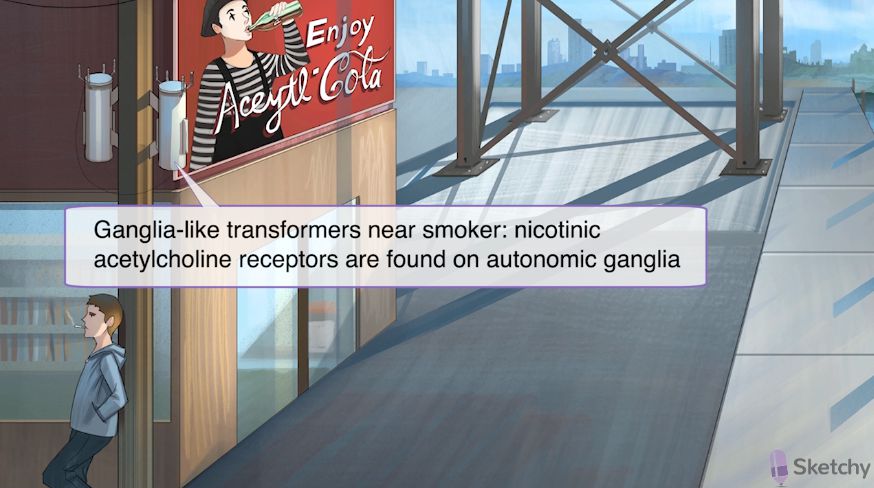 Enjoy
Aceytl-Cola
Ganglia-like transformers near smoker: nicotinic
acetylcholine receptors are found on autonomic ganglia
Sketchy